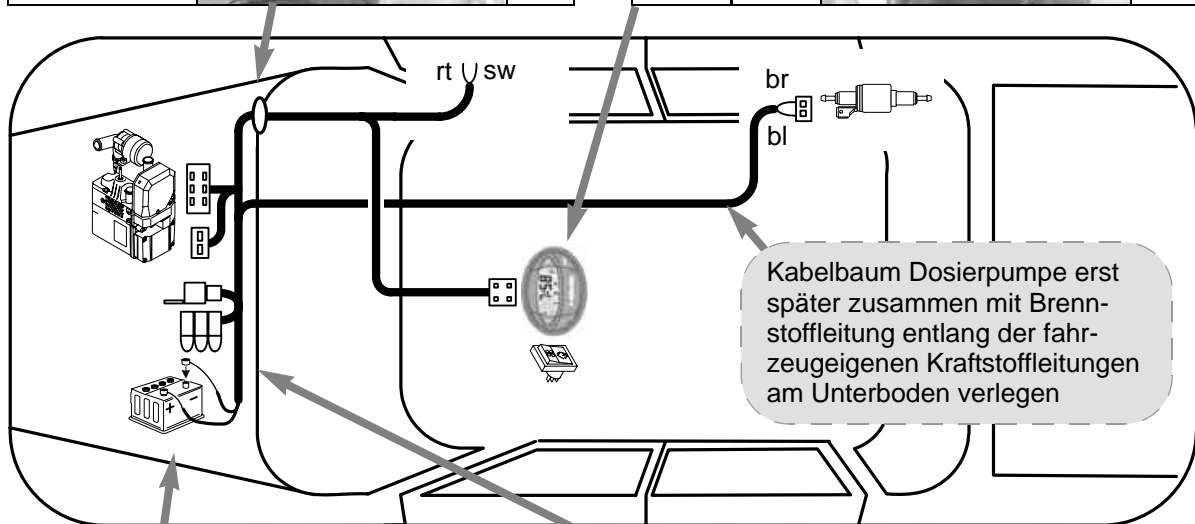 rt sw
br
bl
Kabelbaum Dosierpumpe erst
später zusammen mit Brenn-
stoffleitung entlang der fahr-
zeugeigenen Kraftstoffleitungen
am Unterboden verlegen
+ −